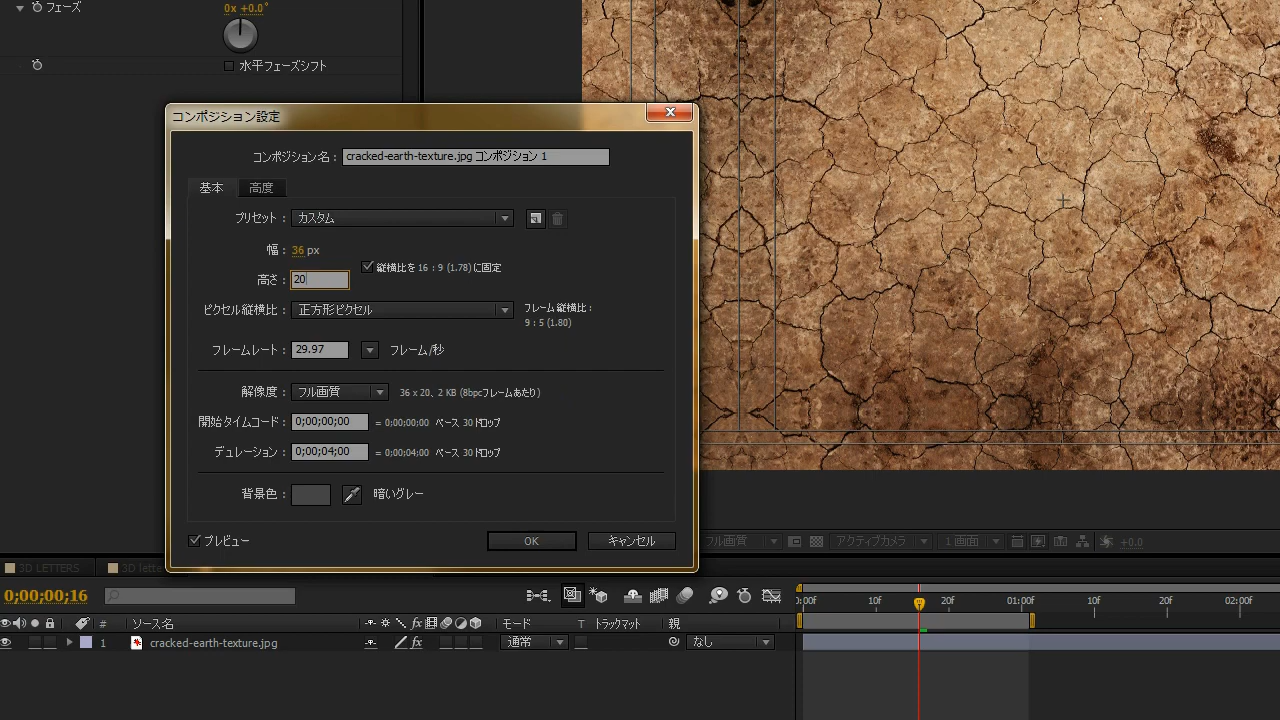 フェーズ
0x +0.0°
水平フェーズシフト
コンポジション設定
コンポジション名 : cracked-earth-texture.jpg コンポジション 1
基本 高度
プリセット : カスタム
幅 : 36 px
縦横比を 16 : 9 (1.78) に固定
高さ : 20
ピクセル縦横比 : 正方形ピクセル
フレーム縦横比 :
9 : 5 (1.80)
フレームレート : 29.97 フレーム/秒
解像度 : フル画質 36 x 20、2 KB (8bpcフレームあたり)
開始タイムコード : 0;00;00;00 = 0;00;00;00 ベース 30ドロップ
デュレーション : 0;00;04;00 = 0;00;04;00 ベース 30ドロップ
背景色 : 暗いグレー
プレビュー OK キャンセル
フル画質 アクティブカメラ 1 画面 +0.0
3D LETTERS 3D lette
0;00;00;16
):00f 10f 20f 01:00f 10f 20f 02:00f
# ソース名 fx モード T トラックマット 親
1 cracked-earth-texture.jpg fx 通常 なし